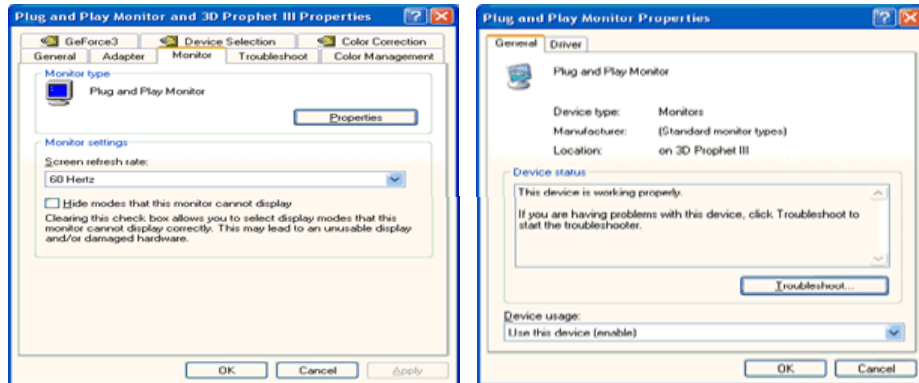 Plug and Play Monitor and 3D Prophet III Properties
GeForce3 Device Selection Color Correction
General Adapter Monitor Troubleshoot Color Management
Monitor type
Plug and Play Monitor
Properties
Monitor settings
Screen refresh rate:
60 Hertz
Hide modes that this monitor cannot display
Clearing this check box allows you to select display modes that this
monitor cannot display correctly. This may lead to an unusable display
and/or damaged hardware.
OK Cancel Apply
Plug and Play Monitor Properties
General Driver
Plug and Play Monitor
Device type: Monitors
Manufacturer: (Standard monitor types)
Location: on 3D Prophet III
Device status
This device is working properly.
If you are having problems with this device, click Troubleshoot to
start the troubleshooter.
Troubleshoot...
Device usage:
Use this device (enable)
OK Cancel